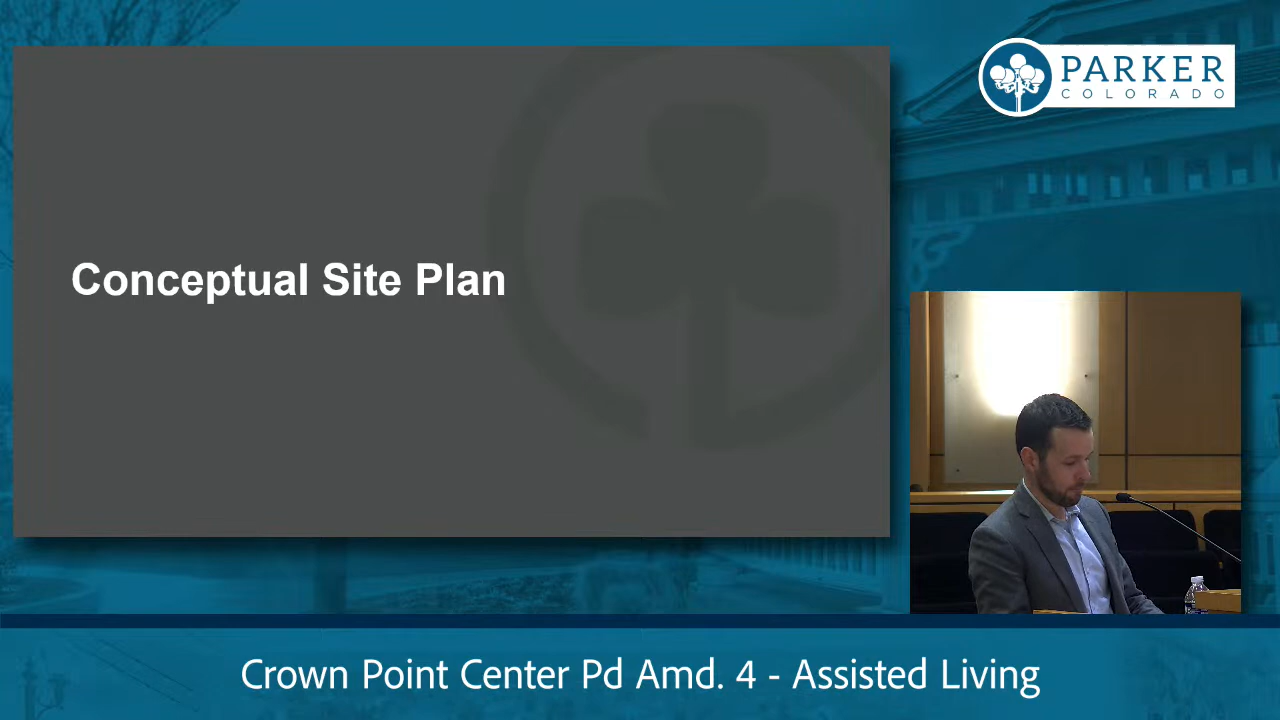 PARKER
COLORADO
Conceptual Site Plan
Crown Point Center Pd Amd. 4 - Assisted Living